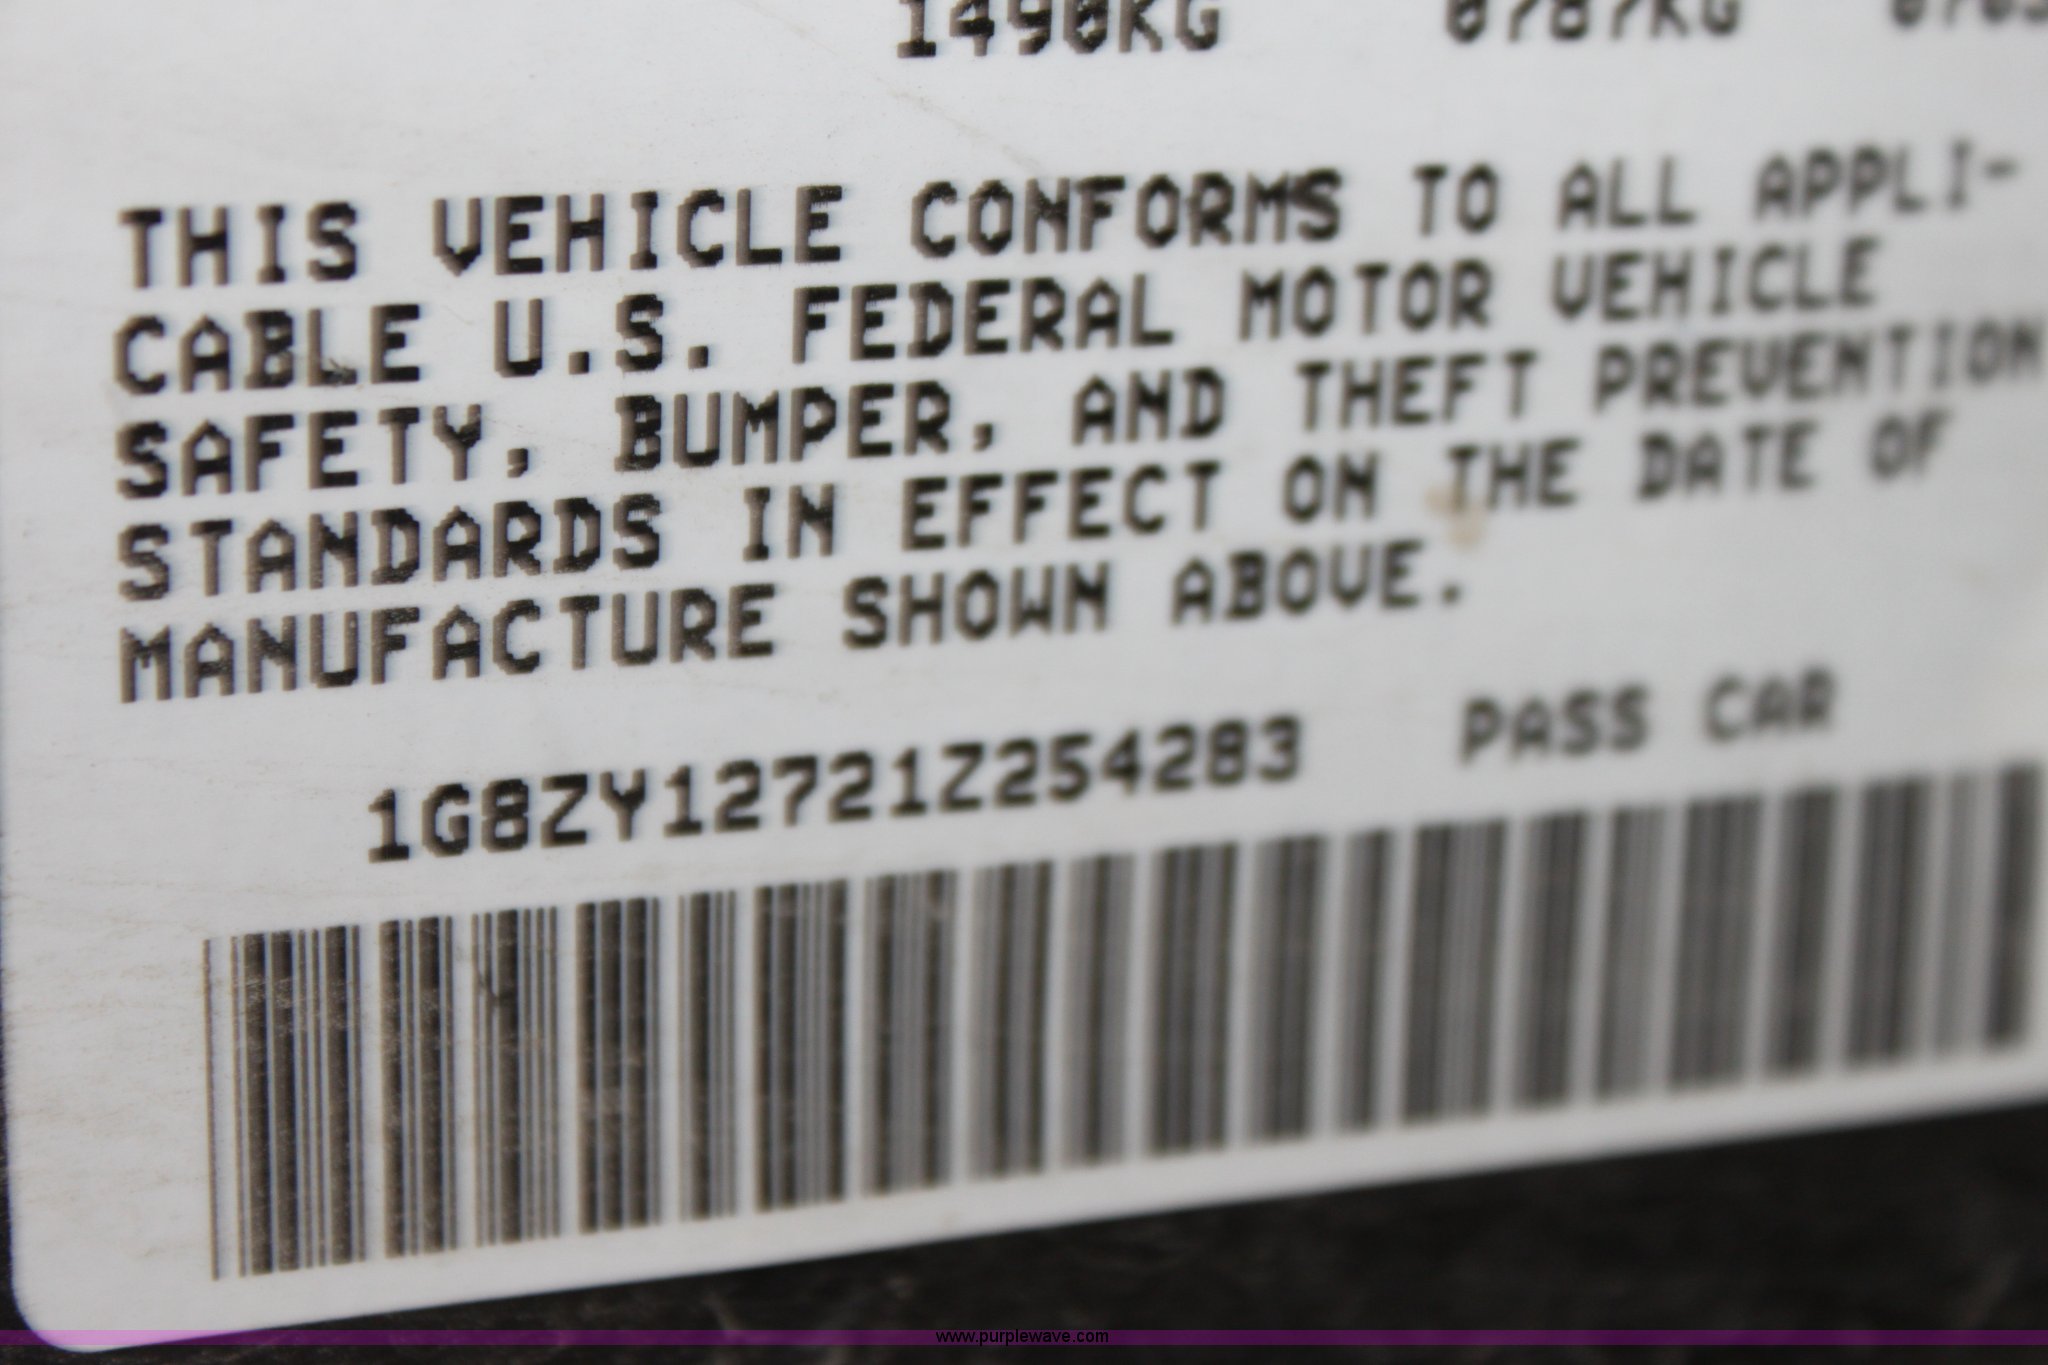 1490KG 0787KG
THIS VEHICLE CONFORMS TO ALL APPLI-
CABLE U.S. FEDERAL MOTOR VEHICLE
SAFETY, BUMPER, AND THEFT PREVENTION
STANDARDS IN EFFECT ON THE DATE OF
MANUFACTURE SHOWN ABOVE.
1G8ZY12721Z254283 PASS CAR
www.purplewave.com